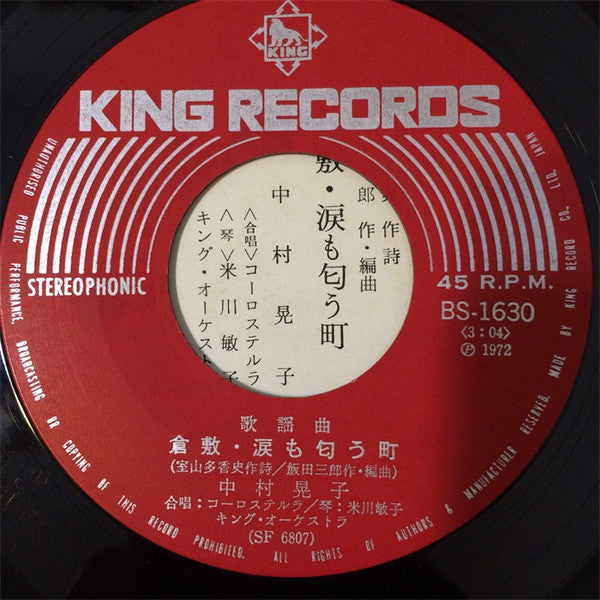 KING
KING RECORDS
STEREOPHONIC
45 R.P.M.
BS-1630
〈3:04〉
Ⓟ 1972
作詩
郎 作・編曲
敷・涙も匂う町
中村晃子
〈合唱〉コーロステルラ
〈琴〉米川敏子
キング・オーケスト
歌謡曲
倉敷・涙も匂う町
(室山多香史作詩/飯田三郎作・編曲)
中村晃子
合唱:コーロステルラ/琴:米川敏子
キング・オーケストラ
(SF 6807)
MADE BY KING RECORD CO., LTD. JAPAN
UNAUTHORISED PUBLIC PERFORMANCE, BROADCASTING OR COPYING OF THIS RECORD PROHIBITED. ALL RIGHTS OF AUTHORS & MANUFACTURER RESERVED.